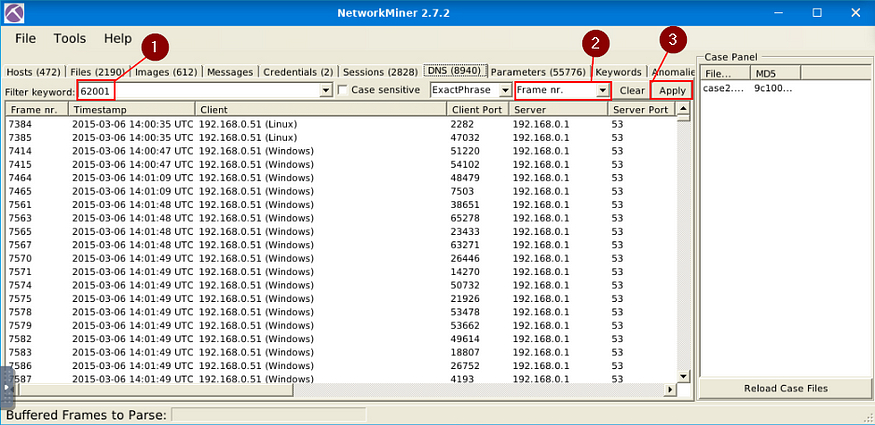 NetworkMiner 2.7.2
File Tools Help
1
2
3
Hosts (472) Files (2190) Images (612) Messages Credentials (2) Sessions (2828) DNS (8940) Parameters (55776) Keywords Anomalie
Filter keyword: 62001 Case sensitive ExactPhrase Frame nr. Clear Apply
Frame nr. Timestamp Client Client Port Server Server Port
7384 2015-03-06 14:00:35 UTC 192.168.0.51 (Linux) 2282 192.168.0.1 53
7385 2015-03-06 14:00:35 UTC 192.168.0.51 (Linux) 47032 192.168.0.1 53
7414 2015-03-06 14:00:47 UTC 192.168.0.51 (Windows) 51220 192.168.0.1 53
7415 2015-03-06 14:00:47 UTC 192.168.0.51 (Windows) 54102 192.168.0.1 53
7464 2015-03-06 14:01:09 UTC 192.168.0.51 (Windows) 48479 192.168.0.1 53
7465 2015-03-06 14:01:09 UTC 192.168.0.51 (Windows) 7503 192.168.0.1 53
7561 2015-03-06 14:01:48 UTC 192.168.0.51 (Windows) 38651 192.168.0.1 53
7563 2015-03-06 14:01:48 UTC 192.168.0.51 (Windows) 65278 192.168.0.1 53
7565 2015-03-06 14:01:48 UTC 192.168.0.51 (Windows) 23433 192.168.0.1 53
7567 2015-03-06 14:01:48 UTC 192.168.0.51 (Windows) 63271 192.168.0.1 53
7570 2015-03-06 14:01:49 UTC 192.168.0.51 (Windows) 26446 192.168.0.1 53
7571 2015-03-06 14:01:49 UTC 192.168.0.51 (Windows) 14270 192.168.0.1 53
7574 2015-03-06 14:01:49 UTC 192.168.0.51 (Windows) 50732 192.168.0.1 53
7575 2015-03-06 14:01:49 UTC 192.168.0.51 (Windows) 21926 192.168.0.1 53
7578 2015-03-06 14:01:49 UTC 192.168.0.51 (Windows) 53478 192.168.0.1 53
7579 2015-03-06 14:01:49 UTC 192.168.0.51 (Windows) 53662 192.168.0.1 53
7582 2015-03-06 14:01:49 UTC 192.168.0.51 (Windows) 49614 192.168.0.1 53
7583 2015-03-06 14:01:49 UTC 192.168.0.51 (Windows) 18807 192.168.0.1 53
7586 2015-03-06 14:01:49 UTC 192.168.0.51 (Windows) 26752 192.168.0.1 53
7587 2015-03-06 14:01:49 UTC 192.168.0.51 (Windows) 4193 192.168.0.1 53
Case Panel
File... MD5
case2.... 9c100...
Reload Case Files
Buffered Frames to Parse: